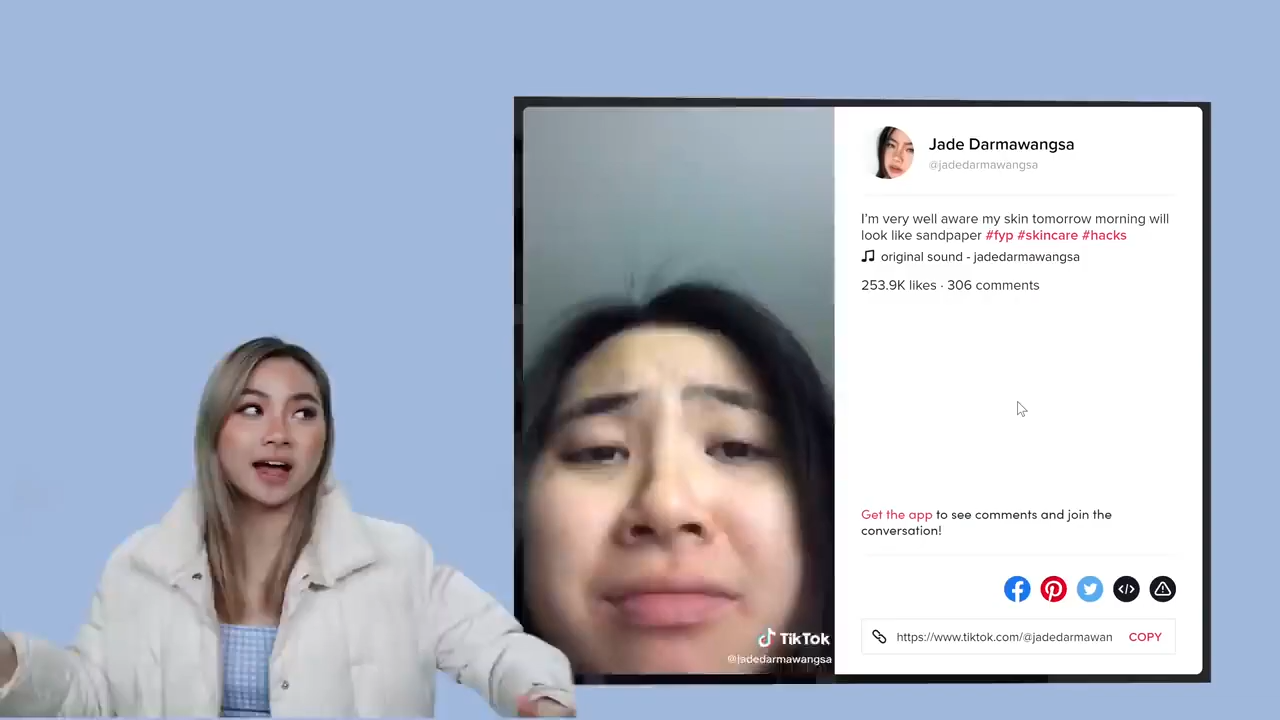 Jade Darmawangsa
@jadedarmawangsa
I'm very well aware my skin tomorrow morning will
look like sandpaper #fyp #skincare #hacks
original sound - jadedarmawangsa
253.9K likes · 306 comments
Get the app to see comments and join the
conversation!
https://www.tiktok.com/@jadedarmawan
COPY
TikTok
@jadedarmawangsa